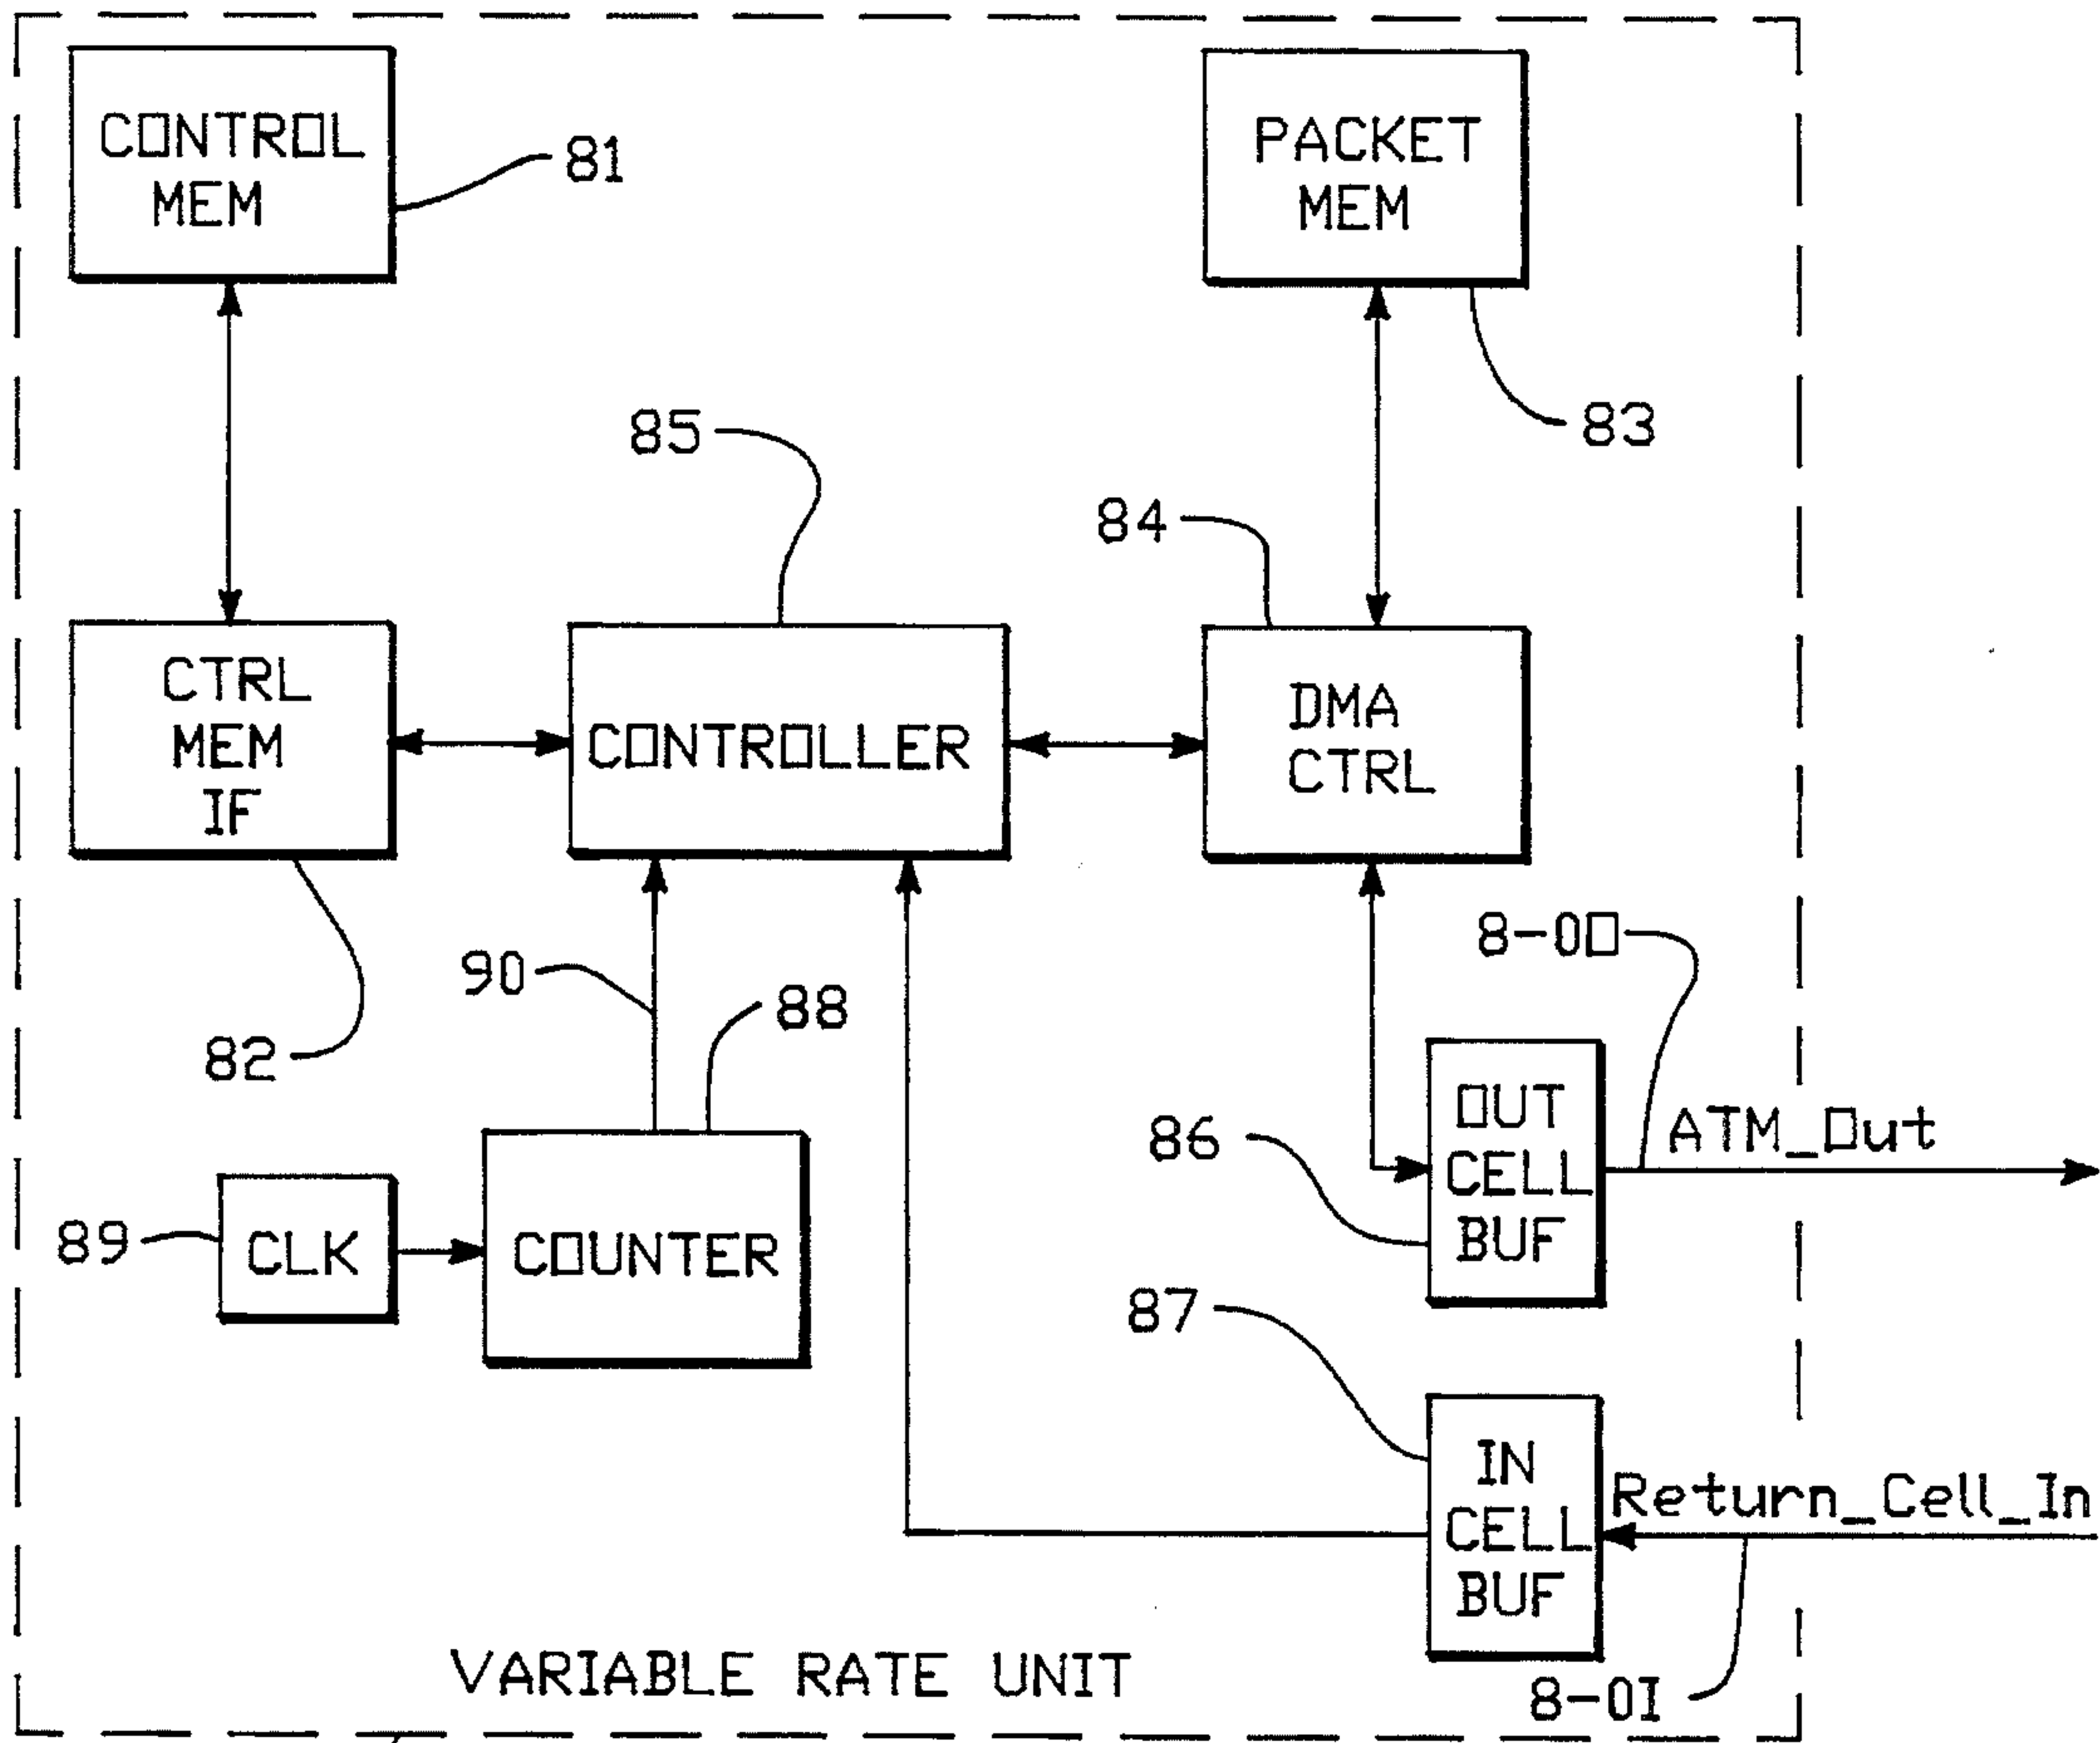 CONTROL
MEM
81
PACKET
MEM
83
85
84
CTRL
MEM
IF
82
CONTROLLER
DMA
CTRL
90
88
8-0O
89
CLK
COUNTER
86
OUT
CELL
BUF
ATM_Out
87
IN
CELL
BUF
Return_Cell_In
8-0I
VARIABLE RATE UNIT